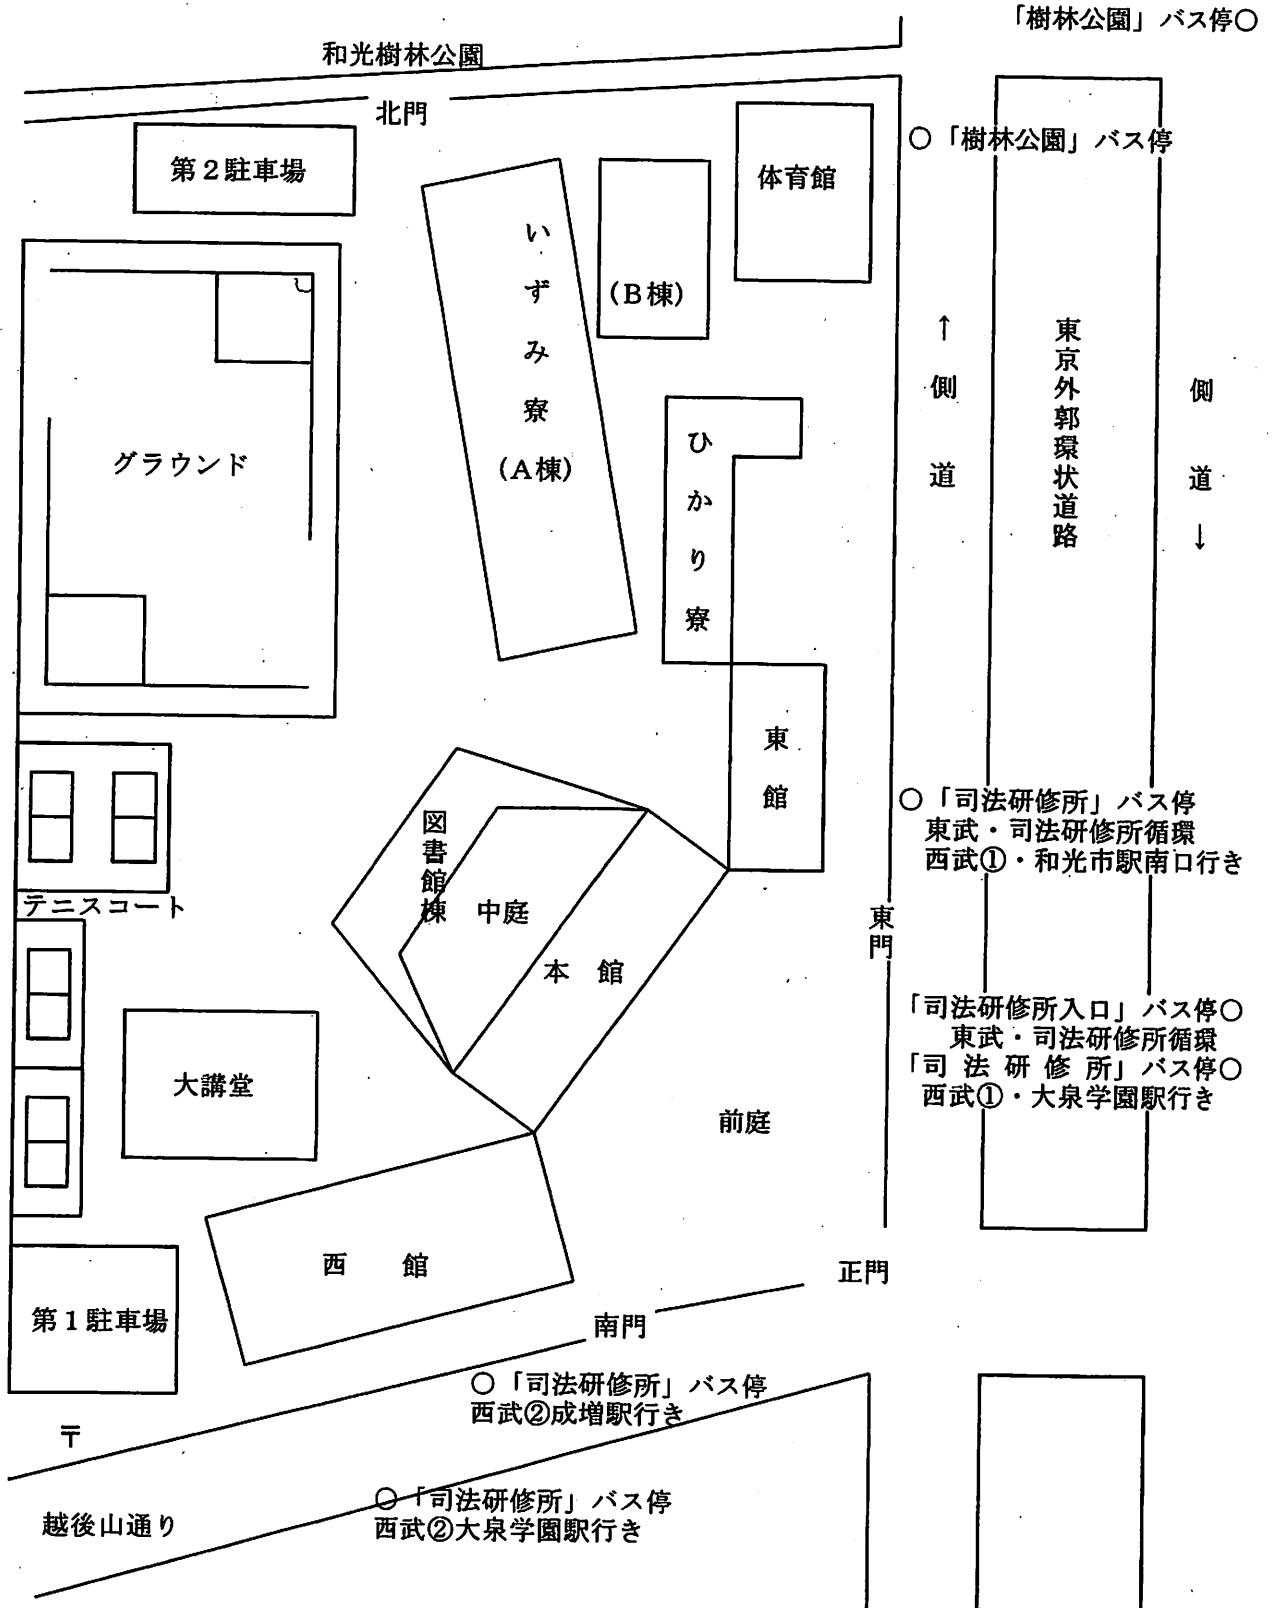 「樹林公園」バス停○
和光樹林公園
北門
○「樹林公園」バス停
第2駐車場
体育館
いずみ寮
(A棟)
(B棟)
ひかり寮
グラウンド
↑
側道
東京外郭環状道路
側道
↓
東館
○「司法研修所」バス停
東武・司法研修所循環
西武①・和光市駅南口行き
図書館棟
中庭
本館
テニスコート
東門
「司法研修所入口」バス停○
東武・司法研修所循環
「司法研修所」バス停○
西武①・大泉学園駅行き
大講堂
前庭
西館
正門
第1駐車場
南門
○「司法研修所」バス停
西武②成増駅行き
〒
○「司法研修所」バス停
西武②大泉学園駅行き
越後山通り